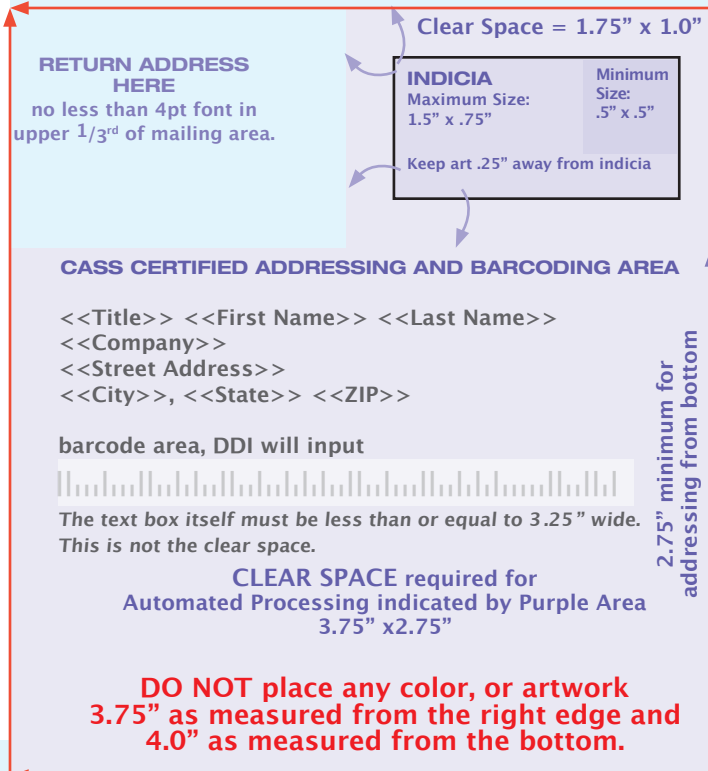 Clear Space = 1.75” x 1.0”
RETURN ADDRESS
HERE
no less than 4pt font in
upper 1/3rd of mailing area.
INDICIA
Maximum Size:
1.5” x .75”
Minimum
Size:
.5” x .5”
Keep art .25” away from indicia
CASS CERTIFIED ADDRESSING AND BARCODING AREA
<<Title>> <<First Name>> <<Last Name>>
<<Company>>
<<Street Address>>
<<City>>, <<State>> <<ZIP>>
barcode area, DDI will input
The text box itself must be less than or equal to 3.25” wide.
This is not the clear space.
2.75” minimum for
addressing from bottom
CLEAR SPACE required for
Automated Processing indicated by Purple Area
3.75” x2.75”
DO NOT place any color, or artwork
3.75” as measured from the right edge and
4.0” as measured from the bottom.